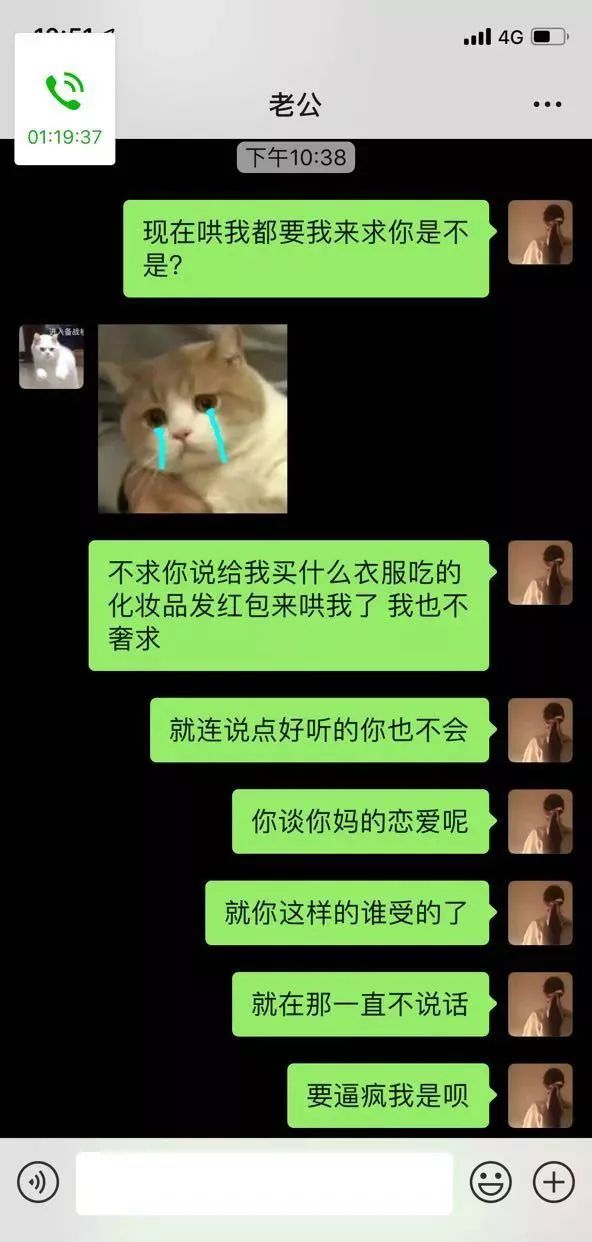 4G
01:19:37
老公
下午10:38
现在哄我都要我来求你是不
是?
不求你说给我买什么衣服吃的
化妆品发红包来哄我了 我也不
奢求
就连说点好听的你也不会
你谈你妈的恋爱呢
就你这样的谁受的了
就在那一直不说话
要逼疯我是呗